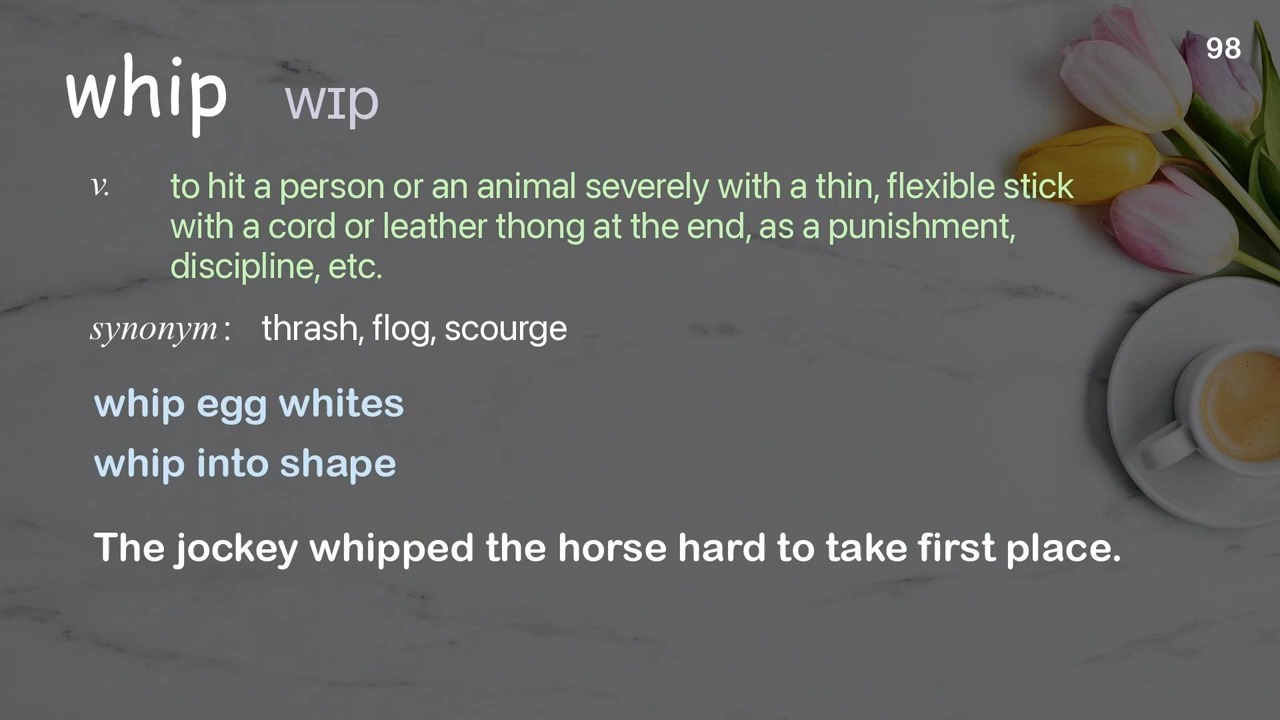 98
whip wɪp
v. to hit a person or an animal severely with a thin, flexible stick
with a cord or leather thong at the end, as a punishment,
discipline, etc.
synonym: thrash, flog, scourge
whip egg whites
whip into shape
The jockey whipped the horse hard to take first place.